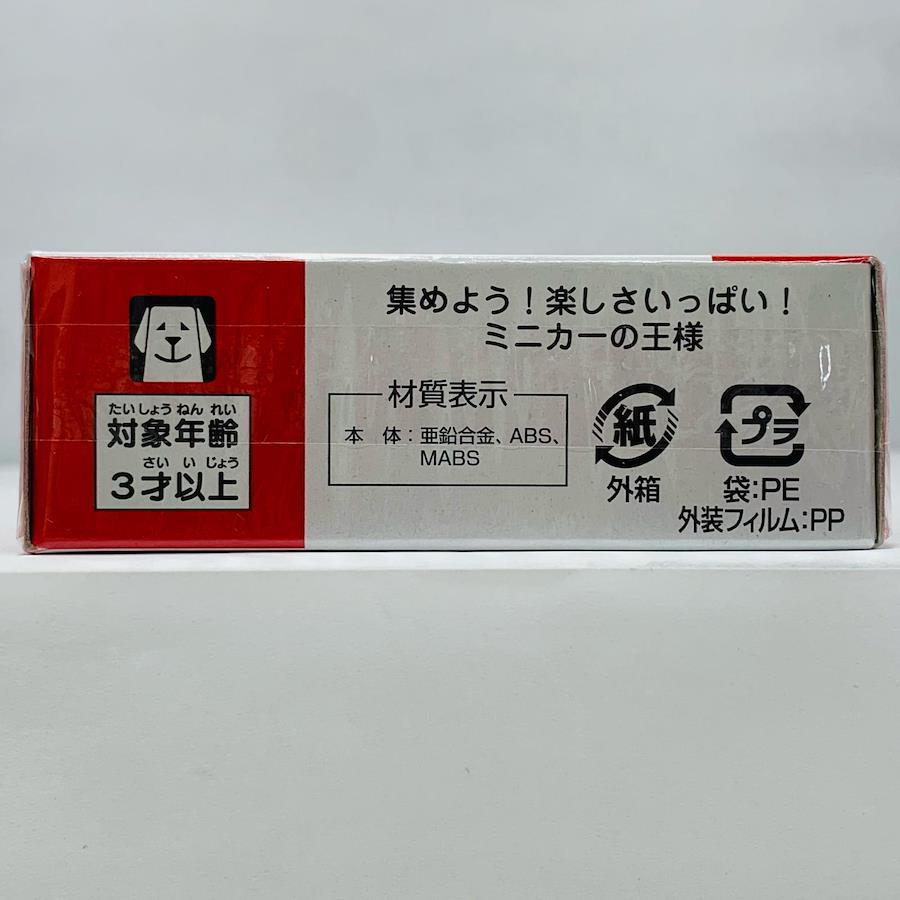 集めよう！楽しさいっぱい！
ミニカーの王様
たいしょうねんれい
対象年齢
さいいじょう
3才以上
材質表示
本　体：亜鉛合金、ABS、
MABS
紙
外箱
プラ
袋:PE
外装フィルム:PP